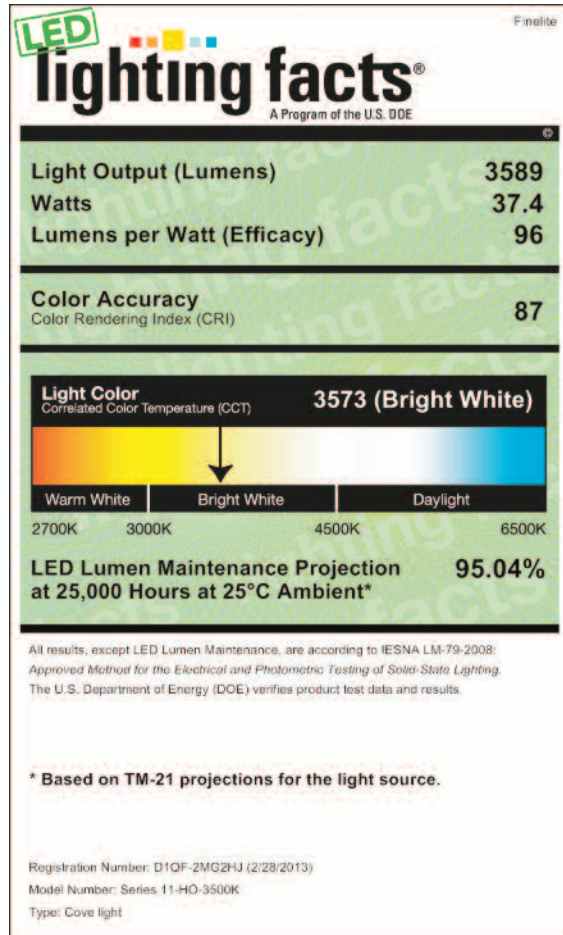 Finelite
LED
lighting facts®
A Program of the U.S. DOE
©
Light Output (Lumens) 3589
Watts 37.4
Lumens per Watt (Efficacy) 96
Color Accuracy
Color Rendering Index (CRI) 87
Light Color
Correlated Color Temperature (CCT) 3573 (Bright White)
Warm White Bright White Daylight
2700K 3000K 4500K 6500K
LED Lumen Maintenance Projection
at 25,000 Hours at 25°C Ambient* 95.04%
All results, except LED Lumen Maintenance, are according to IESNA LM-79-2008:
Approved Method for the Electrical and Photometric Testing of Solid-State Lighting.
The U.S. Department of Energy (DOE) verifies product test data and results.
* Based on TM-21 projections for the light source.
Registration Number: D1OF-2MG2HJ (2/28/2013)
Model Number: Series 11-HO-3500K
Type: Cove light